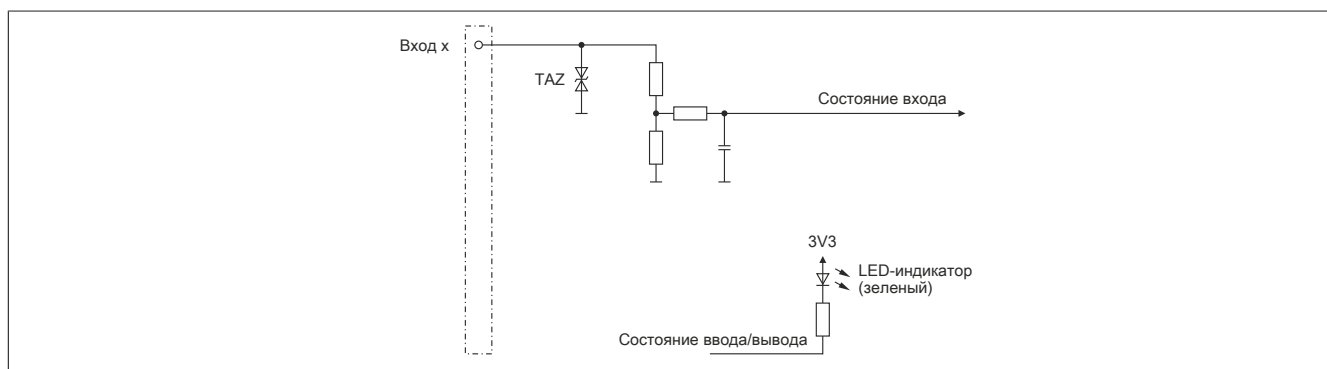 Вход x
TAZ
Состояние входа
3V3
LED-индикатор
(зеленый)
Состояние ввода/вывода